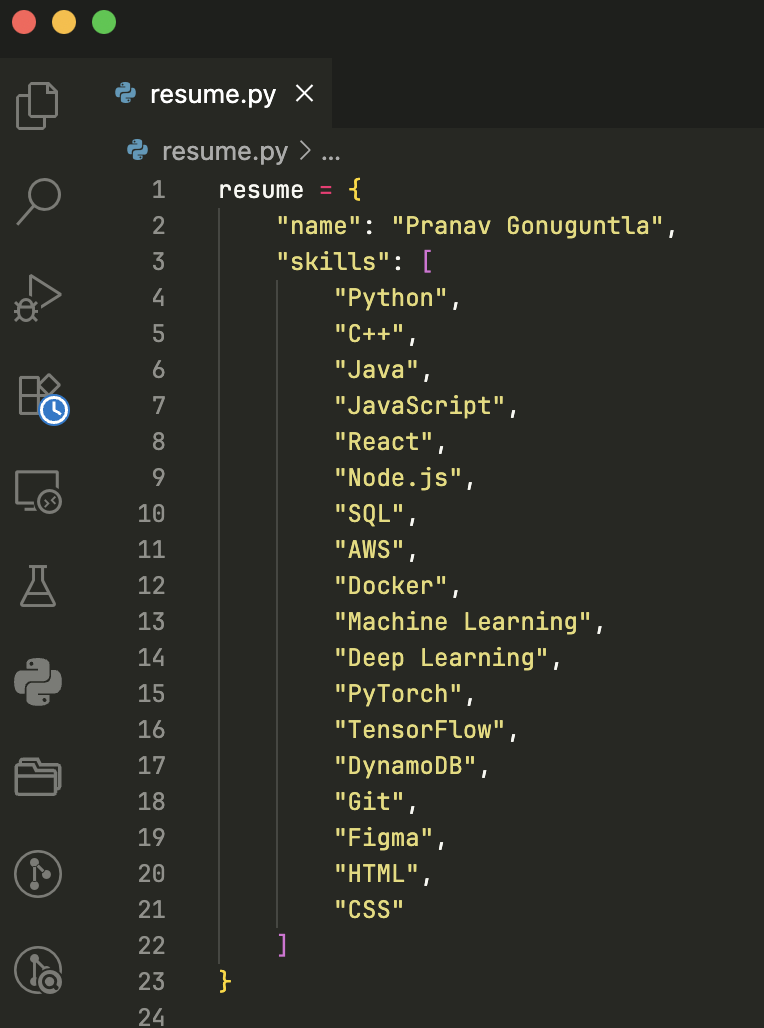 resume.py
resume.py > ...
1 resume = {
2     "name": "Pranav Gonuguntla",
3     "skills": [
4         "Python",
5         "C++",
6         "Java",
7         "JavaScript",
8         "React",
9         "Node.js",
10         "SQL",
11         "AWS",
12         "Docker",
13         "Machine Learning",
14         "Deep Learning",
15         "PyTorch",
16         "TensorFlow",
17         "DynamoDB",
18         "Git",
19         "Figma",
20         "HTML",
21         "CSS"
22     ]
23 }
24